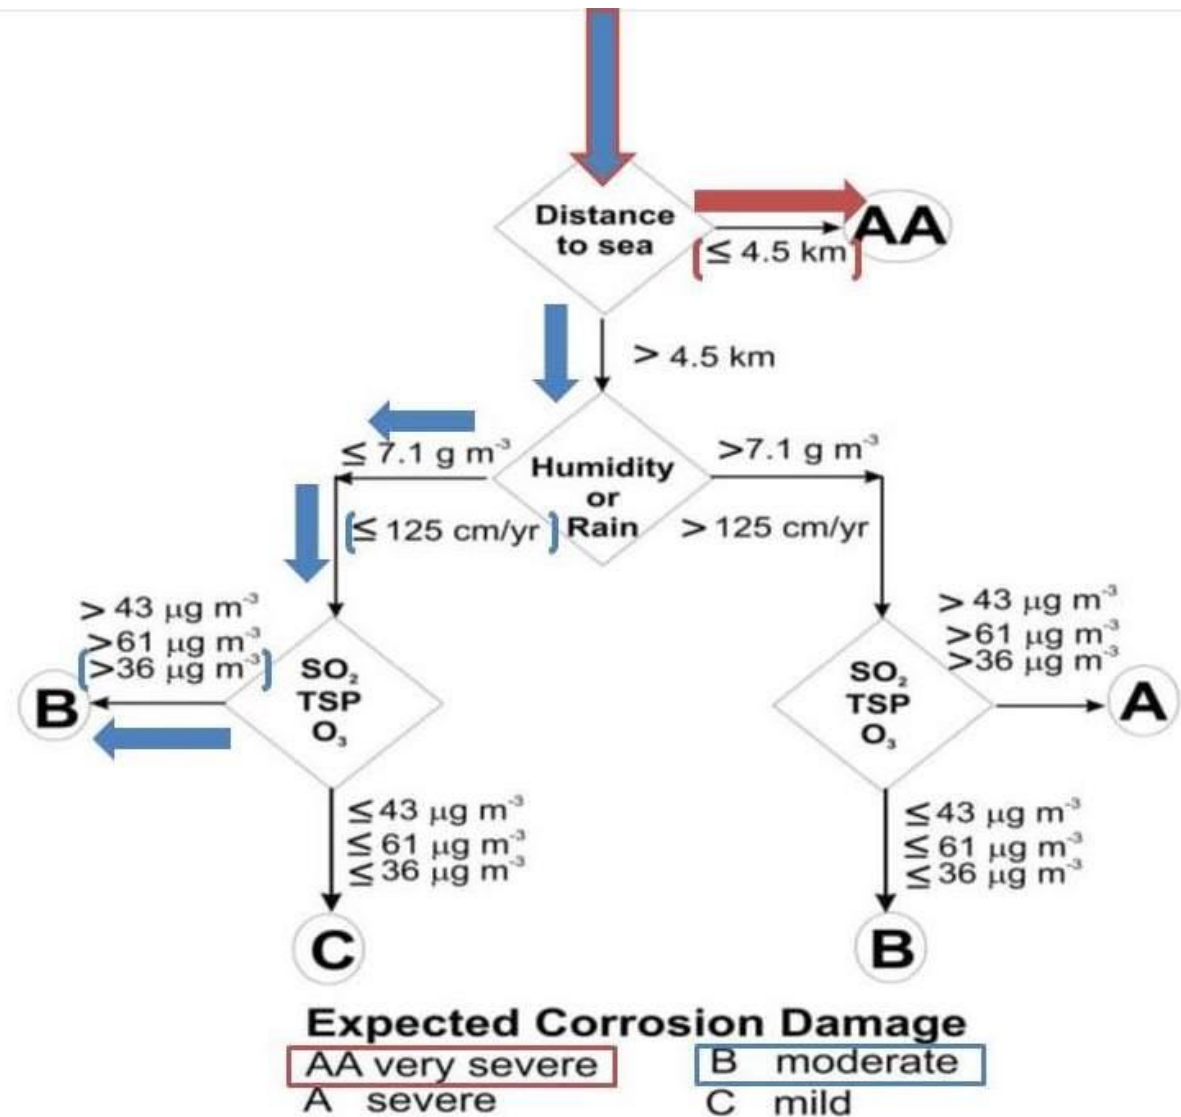 Distance
to sea
AA
≤ 4.5 km
> 4.5 km
≤ 7.1 g m⁻³
>7.1 g m⁻³
Humidity
or
Rain
≤ 125 cm/yr
> 125 cm/yr
> 43 μg m⁻³
>61 μg m⁻³
>36 μg m⁻³
B
SO₂
TSP
O₃
> 43 μg m⁻³
>61 μg m⁻³
>36 μg m⁻³
SO₂
TSP
O₃
A
≤ 43 μg m⁻³
≤ 61 μg m⁻³
≤ 36 μg m⁻³
C
≤ 43 μg m⁻³
≤ 61 μg m⁻³
≤ 36 μg m⁻³
B
Expected Corrosion Damage
AA very severe
B moderate
A severe
C mild